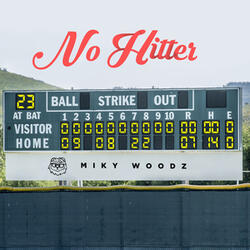 No Hitter
23 BALL STRIKE OUT
AT BAT 1 2 3 4 5 6 7 8 9 10 R H E
VISITOR
HOME
MIKY WOODZ